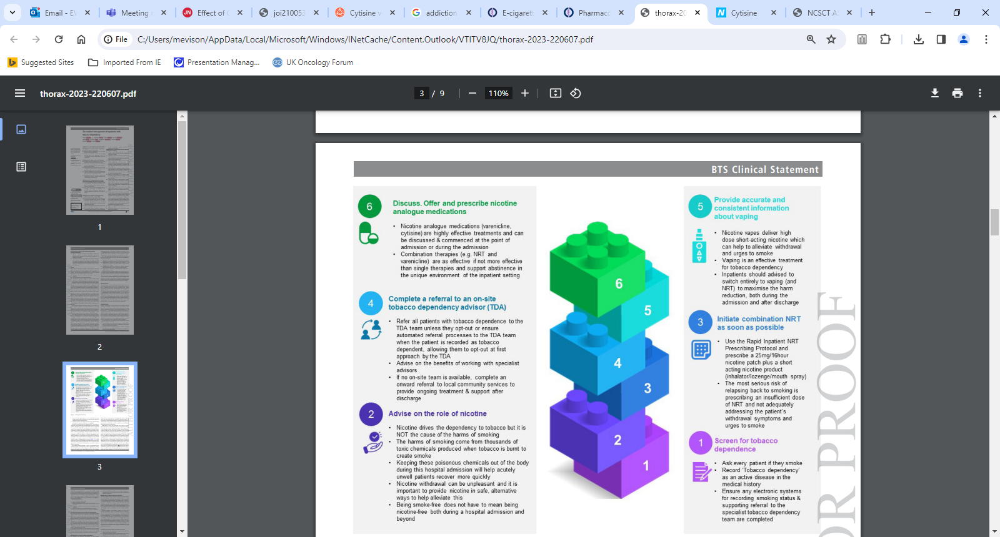 Email - E
Meeting
Effect of
joi210053
Cytisine v
addiction
E-cigarett
Pharmaco
thorax-20
Cytisine
NCSCT A
File
C:/Users/mevison/AppData/Local/Microsoft/Windows/INetCache/Content.Outlook/VTITV8JQ/thorax-2023-220607.pdf
Suggested Sites
Imported From IE
Presentation Manag...
UK Oncology Forum
thorax-2023-220607.pdf
3 / 9
110%
1
2
3
BTS Clinical Statement
6
Discuss. Offer and prescribe nicotine
analogue medications
• Nicotine analogue medications (varenicline,
cytisine) are highly effective treatments and can
be discussed & commenced at the point of
admission or during the admission
• Combination therapies (e.g. NRT and
varenicline) are as effective if not more effective
than single therapies and support abstinence in
the unique environment of the inpatient setting
4
Complete a referral to an on-site
tobacco dependency advisor (TDA)
• Refer all patients with tobacco dependence to the
TDA team unless they opt-out or ensure
automated referral processes to the TDA team
when the patient is recorded as tobacco
dependent, allowing them to opt-out at first
approach by the TDA
• Advise on the benefits of working with specialist
advisors
• If no on-site team is available, complete an
onward referral to local community services to
provide ongoing treatment & support after
discharge
2
Advise on the role of nicotine
• Nicotine drives the dependency to tobacco but it is
NOT the cause of the harms of smoking
• The harms of smoking come from thousands of
toxic chemicals produced when tobacco is burnt to
create smoke
• Keeping these poisonous chemicals out of the body
during this hospital admission will help acutely
unwell patients recover more quickly
• Nicotine withdrawal can be unpleasant and it is
important to provide nicotine in safe, alternative
ways to help alleviate this
• Being smoke-free does not have to mean being
nicotine-free both during a hospital admission and
beyond
6
5
4
3
2
1
5
Provide accurate and
consistent information
about vaping
• Nicotine vapes deliver high
dose short-acting nicotine which
can help to alleviate withdrawal
and urges to smoke
• Vaping is an effective treatment
for tobacco dependency
• Inpatients should advised to
switch entirely to vaping (and
NRT) to maximise the harm
reduction, both during the
admission and after discharge
3
Initiate combination NRT
as soon as possible
• Use the Rapid Inpatient NRT
Prescribing Protocol and
prescribe a 25mg/16hour
nicotine patch plus a short
acting nicotine product
(inhalator/lozenge/mouth spray)
• The most serious risk of
relapsing back to smoking is
prescribing an insufficient dose
of NRT and not adequately
addressing the patient's
withdrawal symptoms and
urges to smoke
1
Screen for tobacco
dependence
• Ask every patient if they smoke
• Record 'Tobacco dependency'
as an active disease in the
medical history
• Ensure any electronic systems
for recording smoking status &
supporting referral to the
specialist tobacco dependency
team are completed
OR PROOF